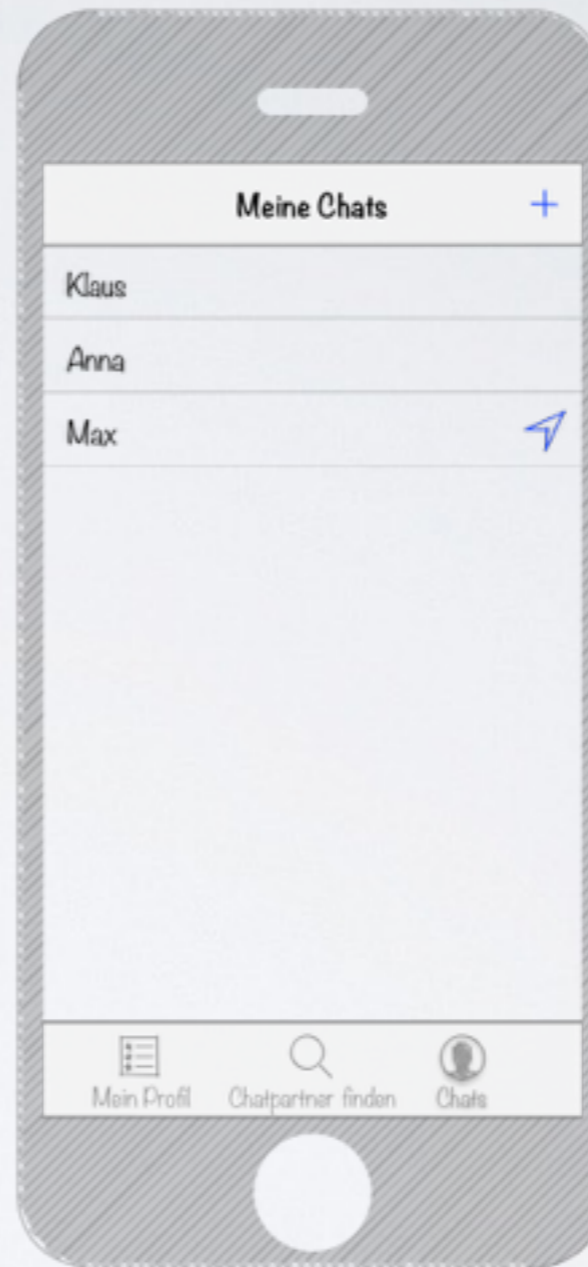 Meine Chats +
Klaus
Anna
Max
Mein Profil Chatpartner finden Chats